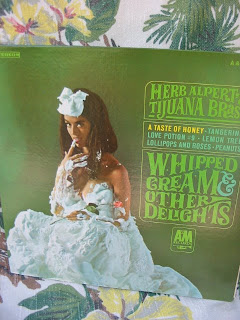 HERB ALPERT'S
TIJUANA BRASS
A TASTE OF HONEY • TANGERINE
LOVE POTION #9 • LEMON TREE
LOLLIPOPS AND ROSES • PEANUTS
WHIPPED
CREAM &
OTHER
DELIGHTS
A&M